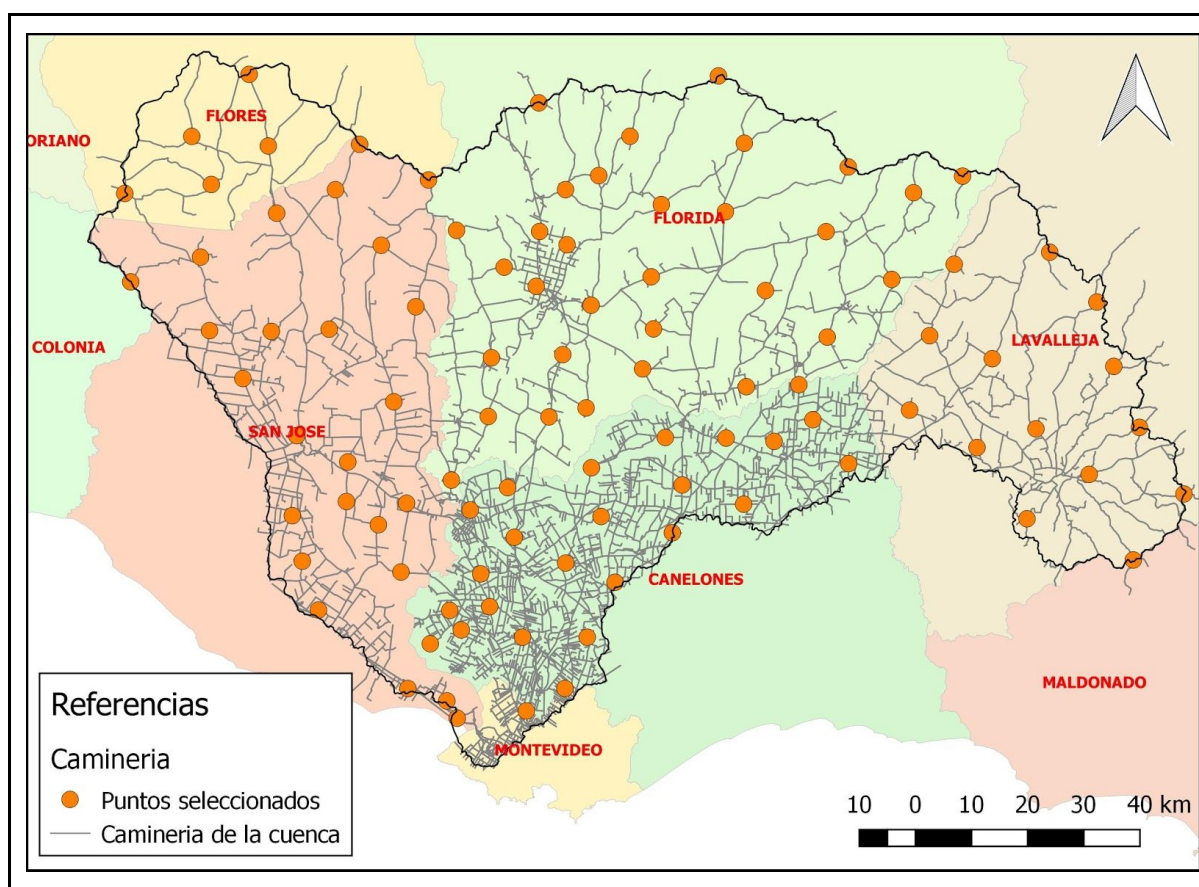 FLORES
ORIANO
FLORIDA
COLONIA
LAVALLEJA
SAN JOSE
CANELONES
MALDONADO
MONTEVIDEO
Referencias
Camineria
Puntos seleccionados
Camineria de la cuenca
10 0 10 20 30 40 km